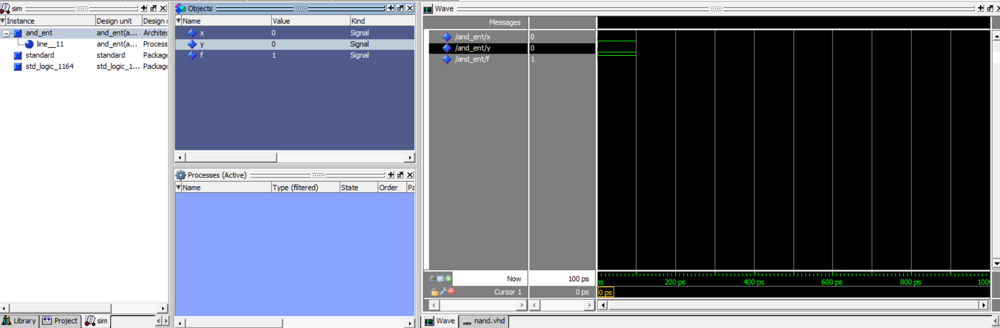 sim
Instance Design unit Design
and_ent and_ent(a... Architec
line__11 and_ent(a... Process
standard standard Package
std_logic_1164 std_logic_1... Package
Library Project sim
Objects
Name Value Kind
x 0 Signal
y 0 Signal
f 1 Signal
Processes (Active)
Name Type (filtered) State Order Pa
Wave
Messages
/and_ent/x 0
/and_ent/y 0
/and_ent/f 1
Now 100 ps
ps 200 ps 400 ps 600 ps 800 ps 100
Cursor 1 0 ps 0 ps
Wave nand.vhd